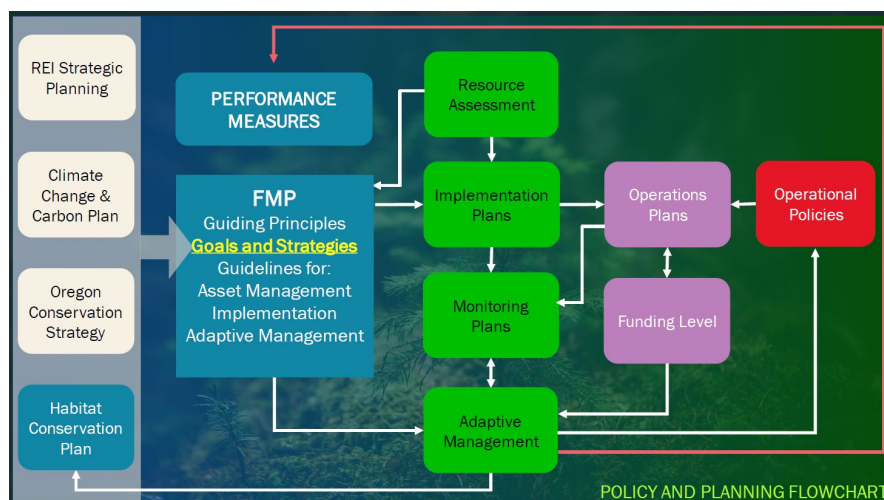 REI Strategic
Planning
Climate
Change &
Carbon Plan
Oregon
Conservation
Strategy
Habitat
Conservation
Plan
PERFORMANCE
MEASURES
FMP
Guiding Principles
Goals and Strategies
Guidelines for:
Asset Management
Implementation
Adaptive Management
Resource
Assessment
Implementation
Plans
Monitoring
Plans
Adaptive
Management
Operations
Plans
Funding Level
Operational
Policies
POLICY AND PLANNING FLOWCHART